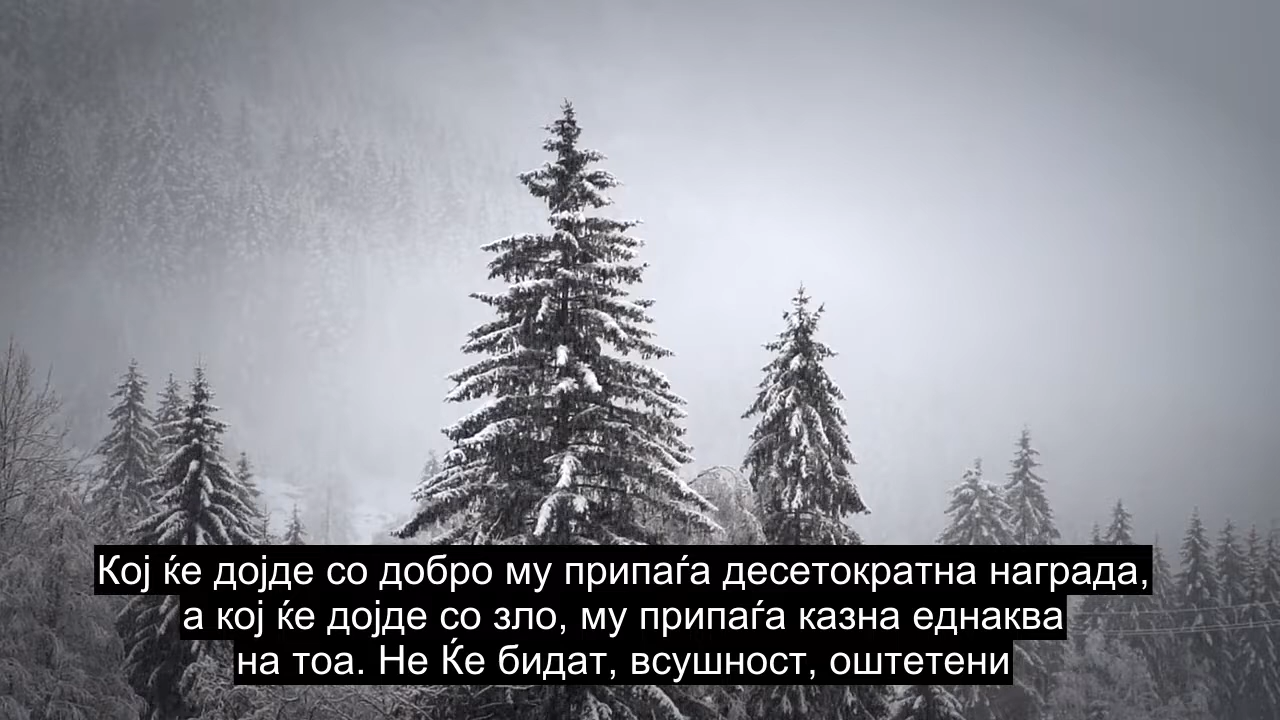 Кој ќе дојде со добро му припаѓа десетократна награда,
а кој ќе дојде со зло, му припаѓа казна еднаква
на тоа. Не Ќе бидат, всушност, оштетени